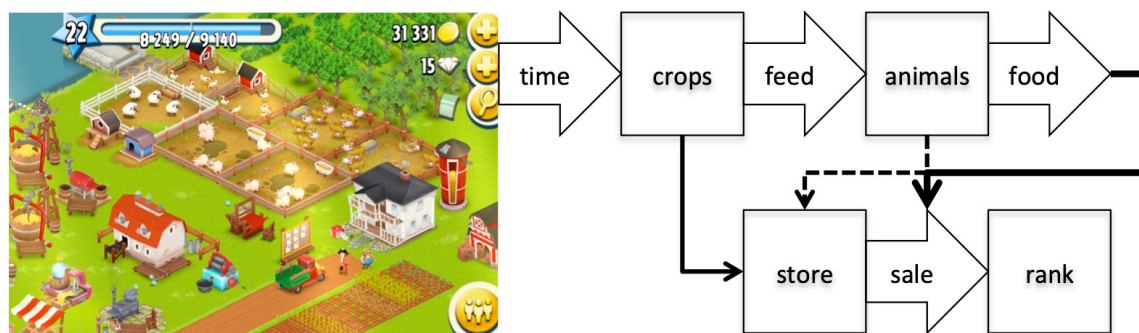 22
8 249 / 9 140
31 331
15
time
crops
feed
animals
food
store
sale
rank